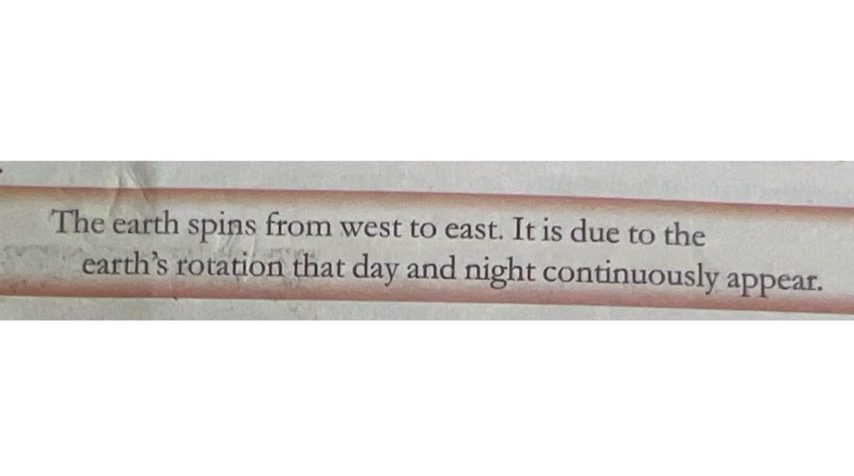 The earth spins from west to east. It is due to the
earth's rotation that day and night continuously appear.